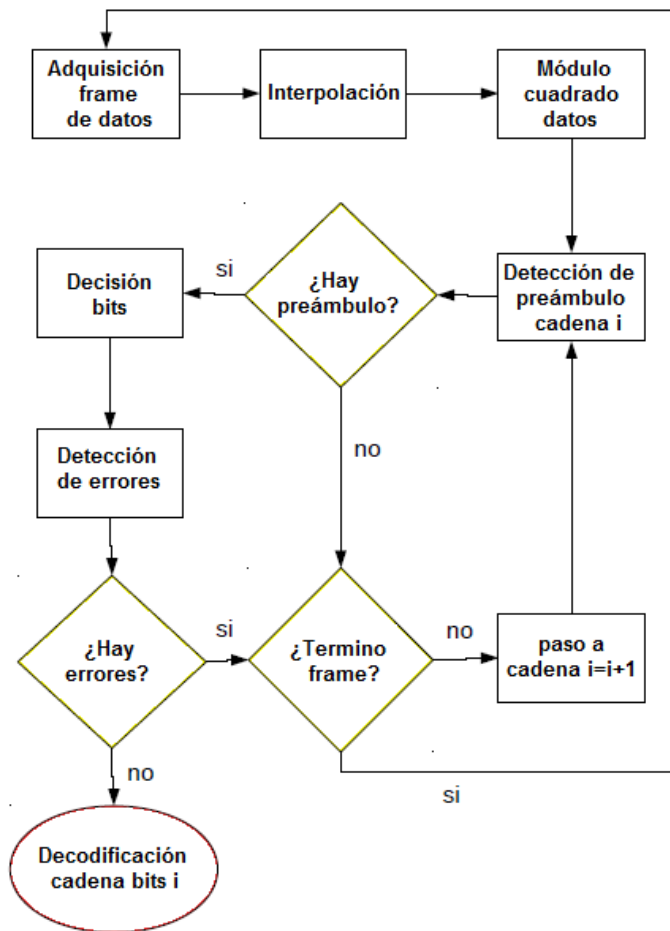 Adquisición
frame
de datos
Interpolación
Módulo
cuadrado
datos
Decisión
bits
si
¿Hay
preámbulo?
Detección de
preámbulo
cadena i
Detección
de errores
no
¿Hay
errores?
si
¿Termino
frame?
no
paso a
cadena i=i+1
no
si
Decodificación
cadena bits i